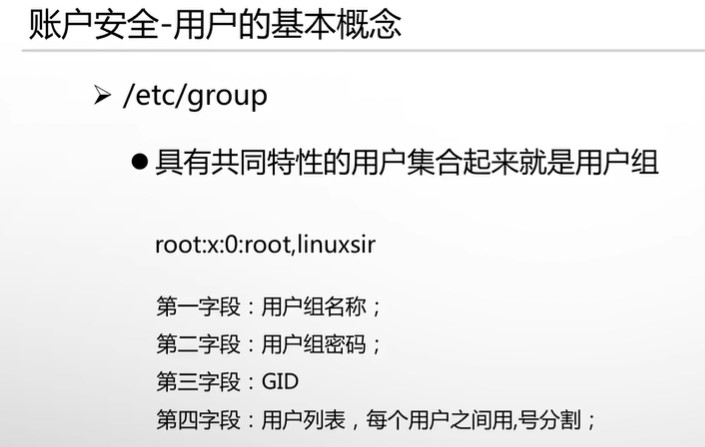 账户安全-用户的基本概念
➢ /etc/group
●具有共同特性的用户集合起来就是用户组
root:x:0:root,linuxsir
第一字段：用户组名称；
第二字段：用户组密码；
第三字段：GID
第四字段：用户列表，每个用户之间用,号分割；